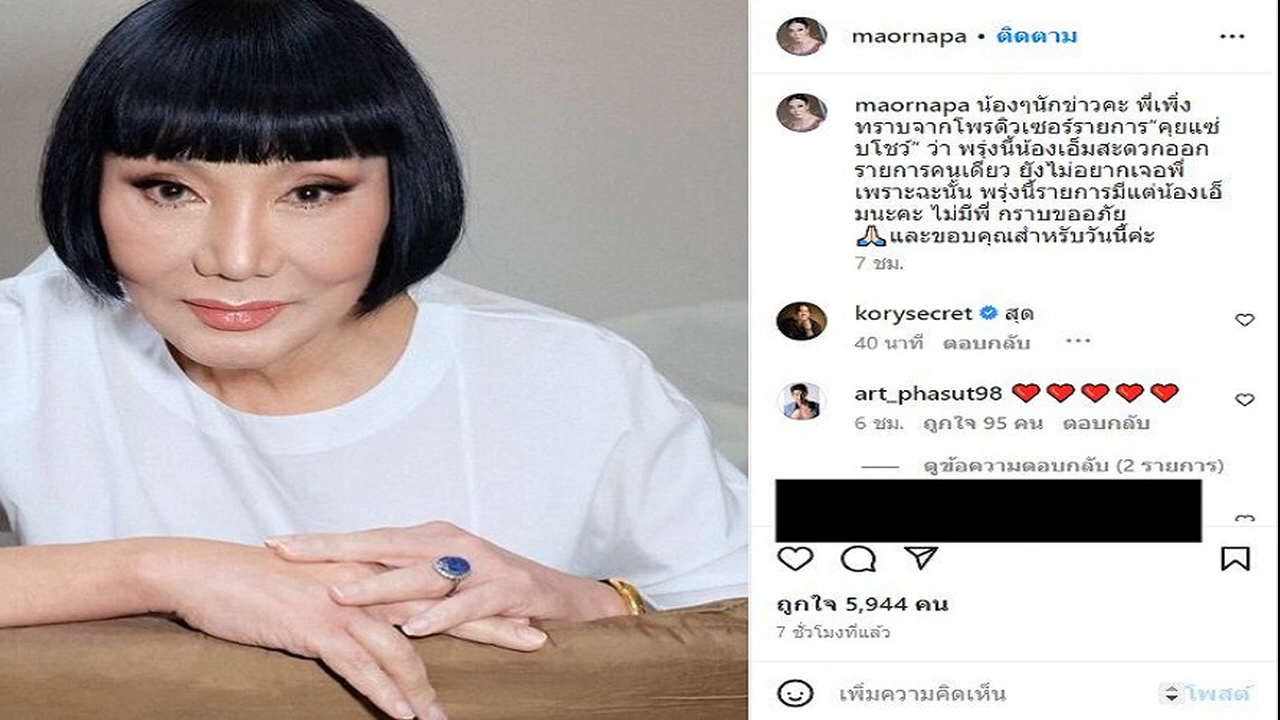 maornapa • ติดตาม
maornapa น้องๆนักข่าวคะ พี่เพิ่ง
ทราบจากโพรดิวเซอร์รายการ"คุยแซ่
บโชว์" ว่า พรุ่งนี้น้องเอ็มสะดวกออก
รายการคนเดียว ยังไม่อยากเจอพี่
เพราะฉะนั้น พรุ่งนี้รายการมีแต่น้องเอ็
มนะคะ ไม่มีพี่ กราบขออภัย
🙏และขอบคุณสำหรับวันนี้ค่ะ
7 ชม.
korysecret สุด
40 นาที ตอบกลับ
art_phasut98 ❤️❤️❤️❤️❤️
6 ชม. ถูกใจ 95 คน ตอบกลับ
ดูข้อความตอบกลับ (2 รายการ)
ถูกใจ 5,944 คน
7 ชั่วโมงที่แล้ว
เพิ่มความคิดเห็น โพสต์